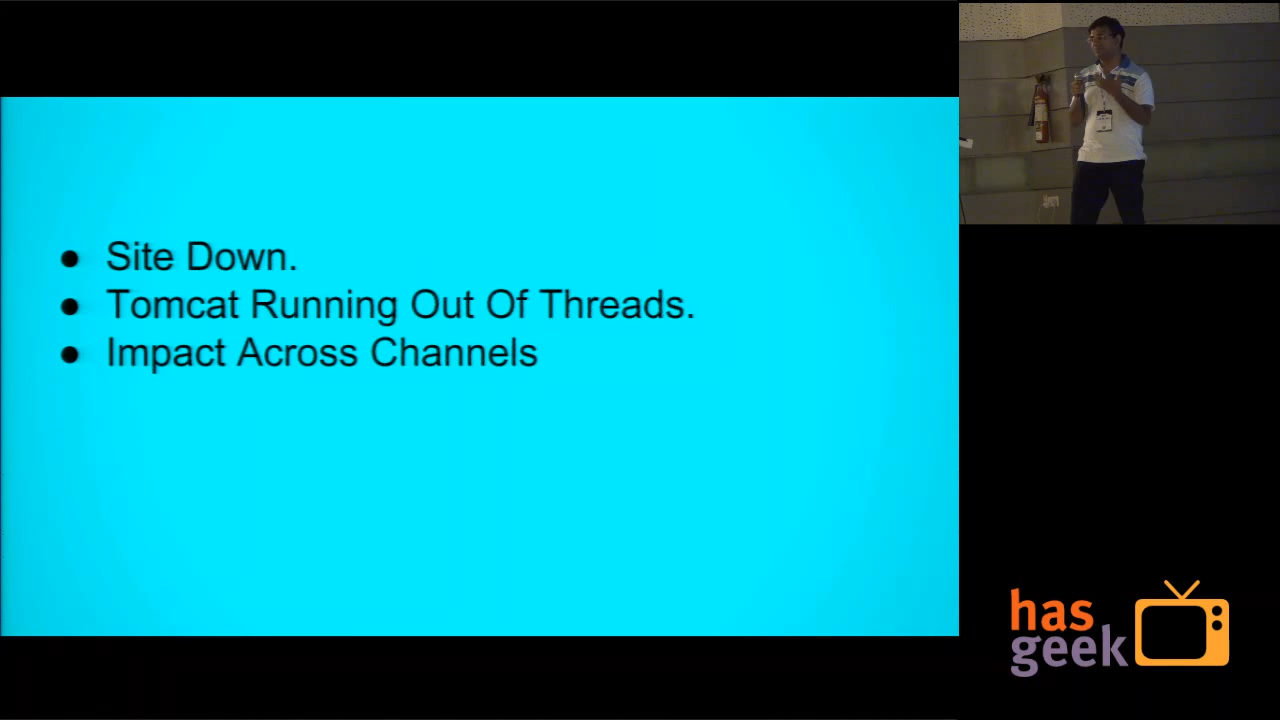 ● Site Down.
● Tomcat Running Out Of Threads.
● Impact Across Channels
has
geek